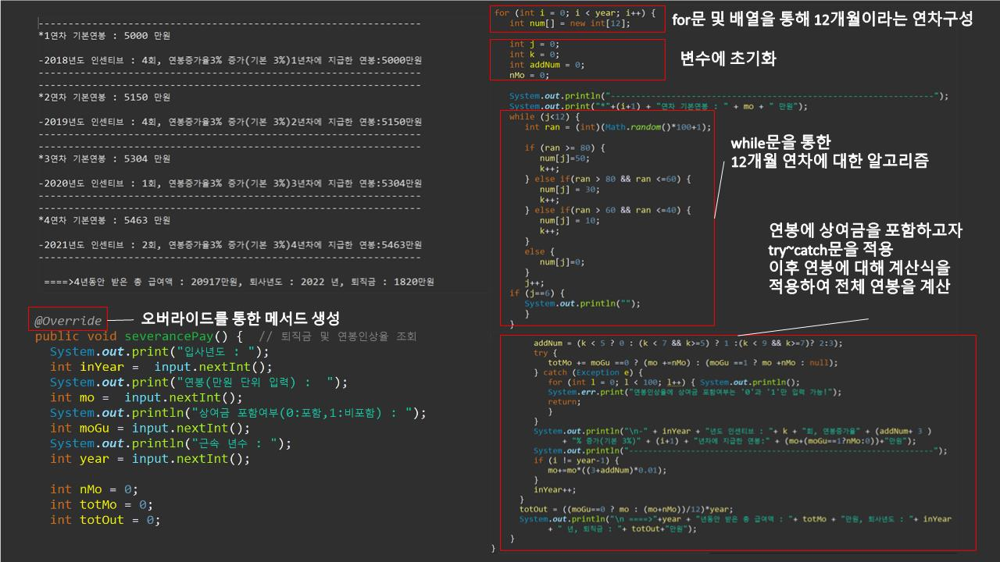 --------------------------------------------------------------
*1연차 기본연봉 : 5000 만원
-2018년도 인센티브 : 4회, 연봉증가율3% 증가(기본 3%)1년차에 지급한 연봉:5000만원
--------------------------------------------------------------
--------------------------------------------------------------
*2연차 기본연봉 : 5150 만원
-2019년도 인센티브 : 4회, 연봉증가율3% 증가(기본 3%)2년차에 지급한 연봉:5150만원
--------------------------------------------------------------
--------------------------------------------------------------
*3연차 기본연봉 : 5304 만원
-2020년도 인센티브 : 1회, 연봉증가율3% 증가(기본 3%)3년차에 지급한 연봉:5304만원
--------------------------------------------------------------
--------------------------------------------------------------
*4연차 기본연봉 : 5463 만원
-2021년도 인센티브 : 2회, 연봉증가율3% 증가(기본 3%)4년차에 지급한 연봉:5463만원
--------------------------------------------------------------
====>4년동안 받은 총 급여액 : 20917만원, 퇴사년도 : 2022 년, 퇴직금 : 1820만원
@Override
오버라이드를 통한 메서드 생성
public void severancePay() {  // 퇴직금 및 연봉인상율 조회
System.out.print("입사년도 : ");
int inYear =  input.nextInt();
System.out.print("연봉(만원 단위 입력) :  ");
int mo =  input.nextInt();
System.out.println("상여금 포함여부(0:포함,1:비포함) : ");
int moGu = input.nextInt();
System.out.println("근속 년수 : ");
int year = input.nextInt();
int nMo = 0;
int totMo = 0;
int totOut = 0;
for (int i = 0; i < year; i++) {
int num[] = new int[12];
for문 및 배열을 통해 12개월이라는 연차구성
int j = 0;
int k = 0;
int addNum = 0;
nMo = 0;
변수에 초기화
System.out.println("--------------------------------------------------------------");
System.out.print("*"+(i+1) + "연차 기본연봉 : " + mo + " 만원");
while (j<12) {
int ran = (int)(Math.random()*100+1);
if (ran >= 80) {
num[j]=50;
k++;
} else if(ran > 80 && ran <=60) {
num[j] = 30;
k++;
} else if(ran > 60 && ran <=40) {
num[j] = 10;
k++;
}
else {
num[j]=0;
}
j++;
if (j==6) {
System.out.println("");
}
}
while문을 통한
12개월 연차에 대한 알고리즘
연봉에 상여금을 포함하고자
try~catch문을 적용
이후 연봉에 대해 계산식을
적용하여 전체 연봉을 계산
addNum = (k < 5 ? 0 : (k < 7 && k>=5) ? 1 :(k < 9 && k>=7)? 2:3);
try {
totMo += moGu ==0 ? (mo +=nMo) : (moGu ==1 ? mo +nMo : null);
} catch (Exception e) {
for (int l = 0; l < 100; l++) { System.out.println();
System.err.print("연봉인상율에 상여금 포함여부는 '0'과 '1'만 입력 가능!");
return;
}
}
System.out.println("\n-" + inYear + "년도 인센티브 : "+ k + "회, 연봉증가율" + (addNum+ 3 )
+ "% 증가(기본 3%)" + (i+1) + "년차에 지급한 연봉:" + (mo+(moGu==1?nMo:0))+"만원");
System.out.println("--------------------------------------------------------------");
if (i != year-1) {
mo+=mo*((3+addNum)*0.01);
}
inYear++;
}
totOut = ((moGu==0 ? mo : (mo+nMo))/12)*year;
System.out.println("\n ====>"+year + "년동안 받은 총 급여액 : "+ totMo + "만원, 퇴사년도 : "+ inYear
+ " 년, 퇴직금 : "+ totOut+"만원");
}
}